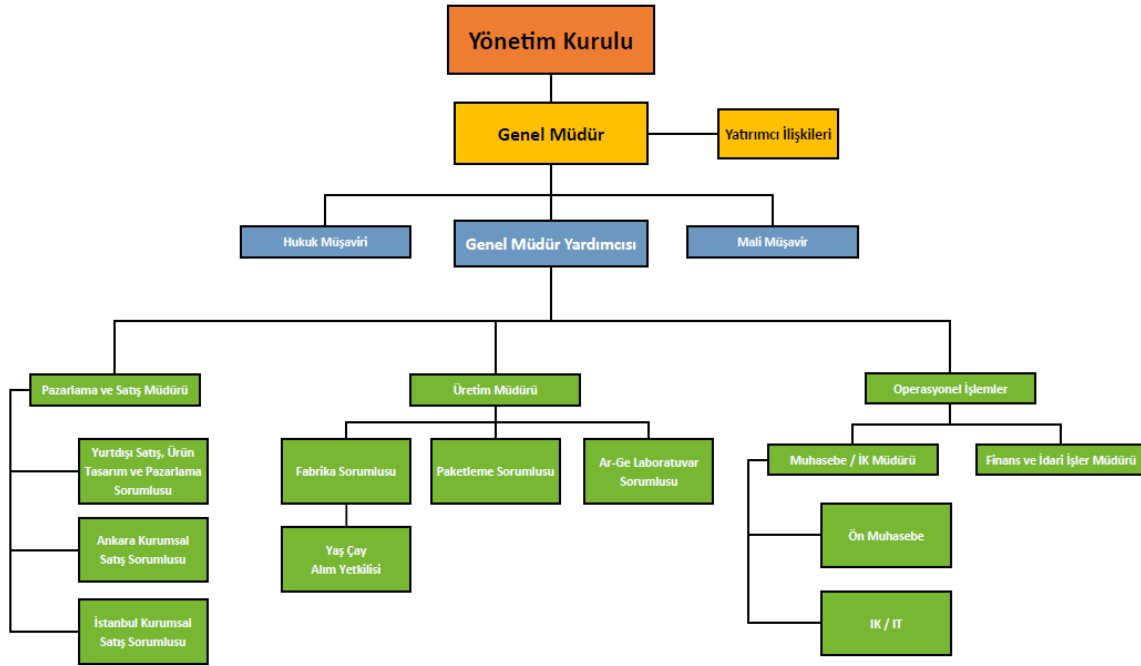 Yönetim Kurulu
Genel Müdür
Yatırımcı İlişkileri
Hukuk Müşaviri
Genel Müdür Yardımcısı
Mali Müşavir
Pazarlama ve Satış Müdürü
Üretim Müdürü
Operasyonel İşlemler
Yurtdışı Satış, Ürün
Tasarım ve Pazarlama
Sorumlusu
Fabrika Sorumlusu
Paketleme Sorumlusu
Ar-Ge Laboratuvar
Sorumlusu
Muhasebe / İK Müdürü
Finans ve İdari İşler Müdürü
Ankara Kurumsal
Satış Sorumlusu
Yaş Çay
Alım Yetkilisi
Ön Muhasebe
İstanbul Kurumsal
Satış Sorumlusu
IK / IT